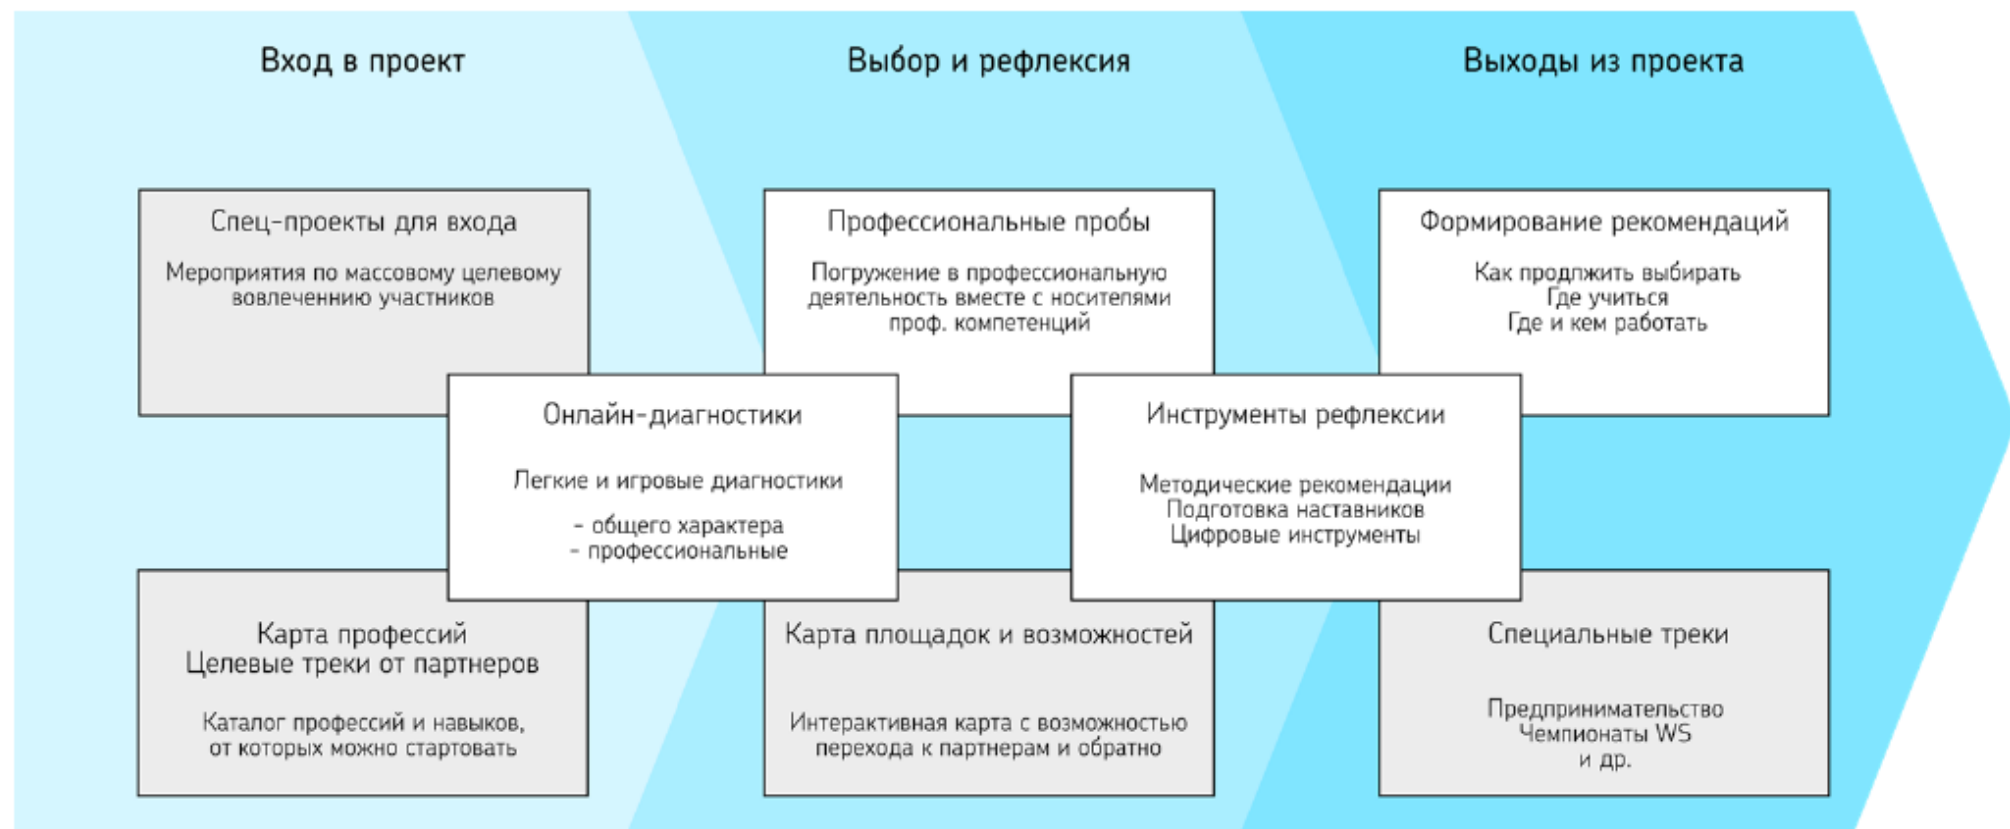 Вход в проект
Выбор и рефлексия
Выходы из проекта
Спец-проекты для входа
Мероприятия по массовому целевому
вовлеченнию участников
Профессиональные пробы
Погружение в профессиональную
деятельность вместе с носителями
проф. компетенций
Формирование рекомендаций
Как продлжить выбирать
Где учиться
Где и кем работать
Онлайн-диагностики
Легкие и игровые диагностики
- общего характера
- профессиональные
Инструменты рефлексии
Методические рекомендации
Подготовка наставников
Цифровые инструменты
Карта профессий
Целевые треки от партнеров
Каталог профессий и навыков,
от которых можно стартовать
Карта площадок и возможностей
Интерактивная карта с возможностью
перехода к партнерам и обратно
Специальные треки
Предпринимательство
Чемпионаты WS
и др.